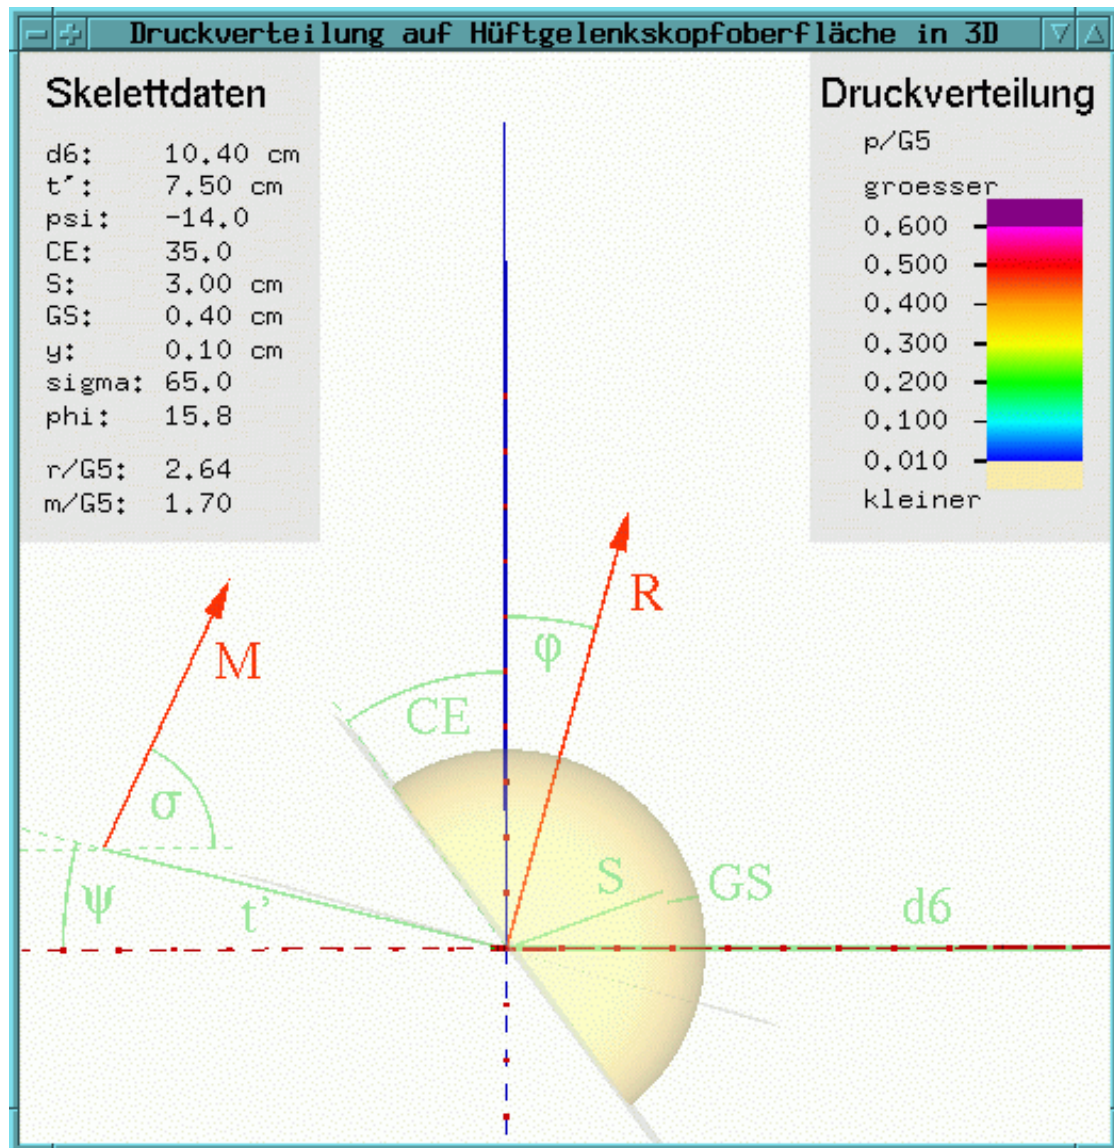 Druckverteilung auf Hüftgelenkskopfoberfläche in 3D
Skelettdaten
d6: 10.40 cm
t´: 7.50 cm
psi: -14.0
CE: 35.0
S: 3.00 cm
GS: 0.40 cm
y: 0.10 cm
sigma: 65.0
phi: 15.8
r/G5: 2.64
m/G5: 1.70
Druckverteilung
p/G5
groesser
0.600
0.500
0.400
0.300
0.200
0.100
0.010
kleiner
R
φ
M
CE
σ
S
GS
ψ
t'
d6